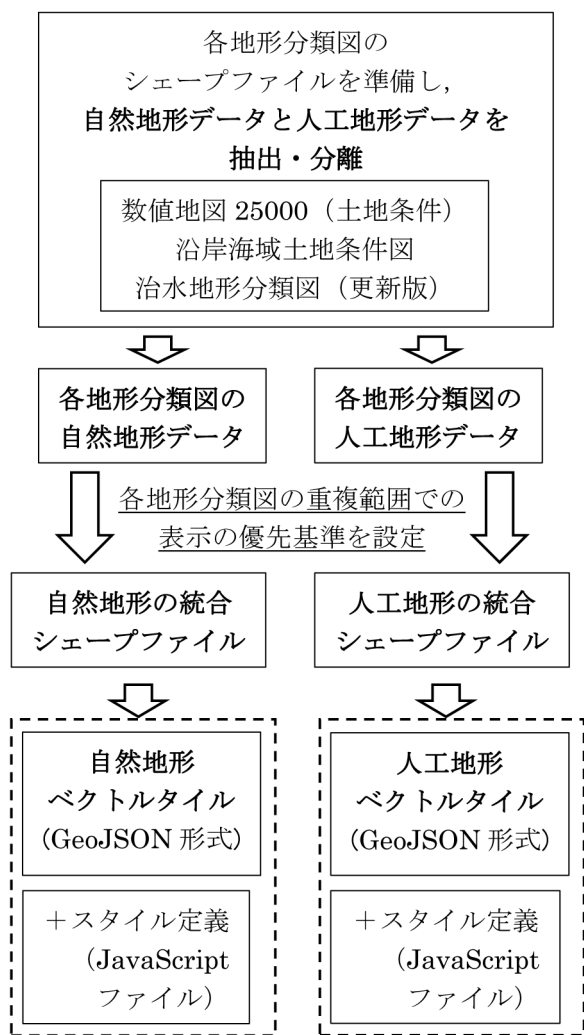 各地形分類図の
シェープファイルを準備し,
自然地形データと人工地形データを
抽出・分離
数値地図 25000（土地条件）
沿岸海域土地条件図
治水地形分類図（更新版）
各地形分類図の
自然地形データ
各地形分類図の
人工地形データ
各地形分類図の重複範囲での
表示の優先基準を設定
自然地形の統合
シェープファイル
人工地形の統合
シェープファイル
自然地形
ベクトルタイル
(GeoJSON 形式)
＋スタイル定義
（JavaScript
ファイル）
人工地形
ベクトルタイル
(GeoJSON 形式)
＋スタイル定義
（JavaScript
ファイル）